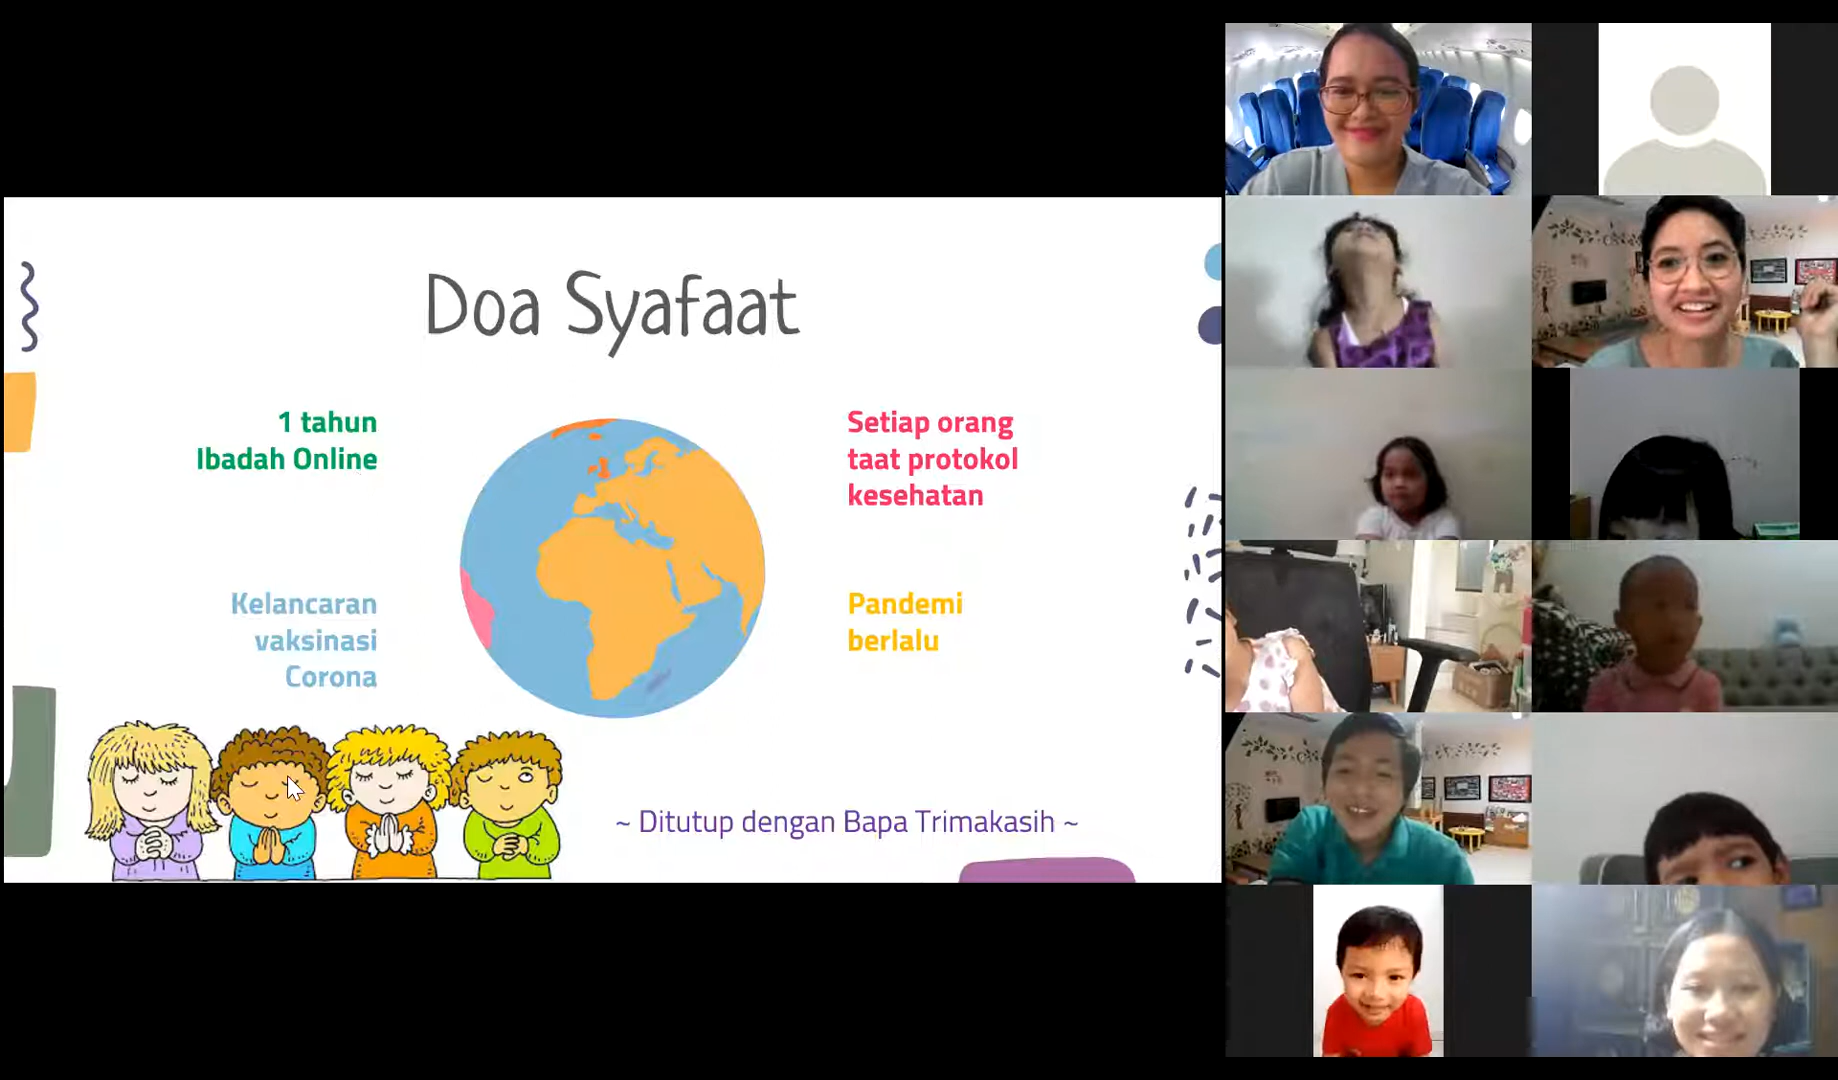 Doa Syafaat
1 tahun
Ibadah Online
Setiap orang
taat protokol
kesehatan
Kelancaran
vaksinasi
Corona
Pandemi
berlalu
~ Ditutup dengan Bapa Trimakasih ~